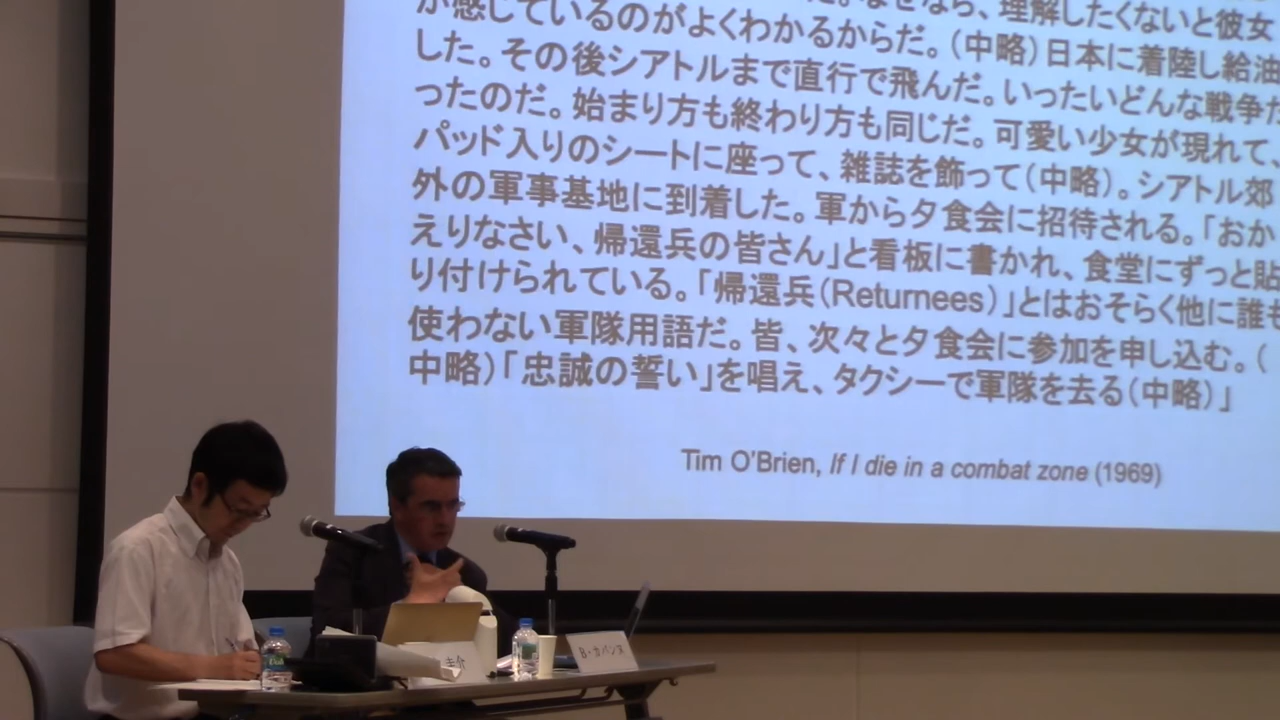 が感じているのがよくわかるからだ。(中略)日本に着陸し給油
した。その後シアトルまで直行で飛んだ。いったいどんな戦争だ
ったのだ。始まり方も終わり方も同じだ。可愛い少女が現れて、
パッド入りのシートに座って、雑誌を飾って(中略)。シアトル郊
外の軍事基地に到着した。軍から夕食会に招待される。「おか
えりなさい、帰還兵の皆さん」と看板に書かれ、食堂にずっと貼
り付けられている。「帰還兵(Returnees)」とはおそらく他に誰も
使わない軍隊用語だ。皆、次々と夕食会に参加を申し込む。(
中略)「忠誠の誓い」を唱え、タクシーで軍隊を去る(中略)」
Tim O'Brien, If I die in a combat zone (1969)
圭介
B・カバンヌ